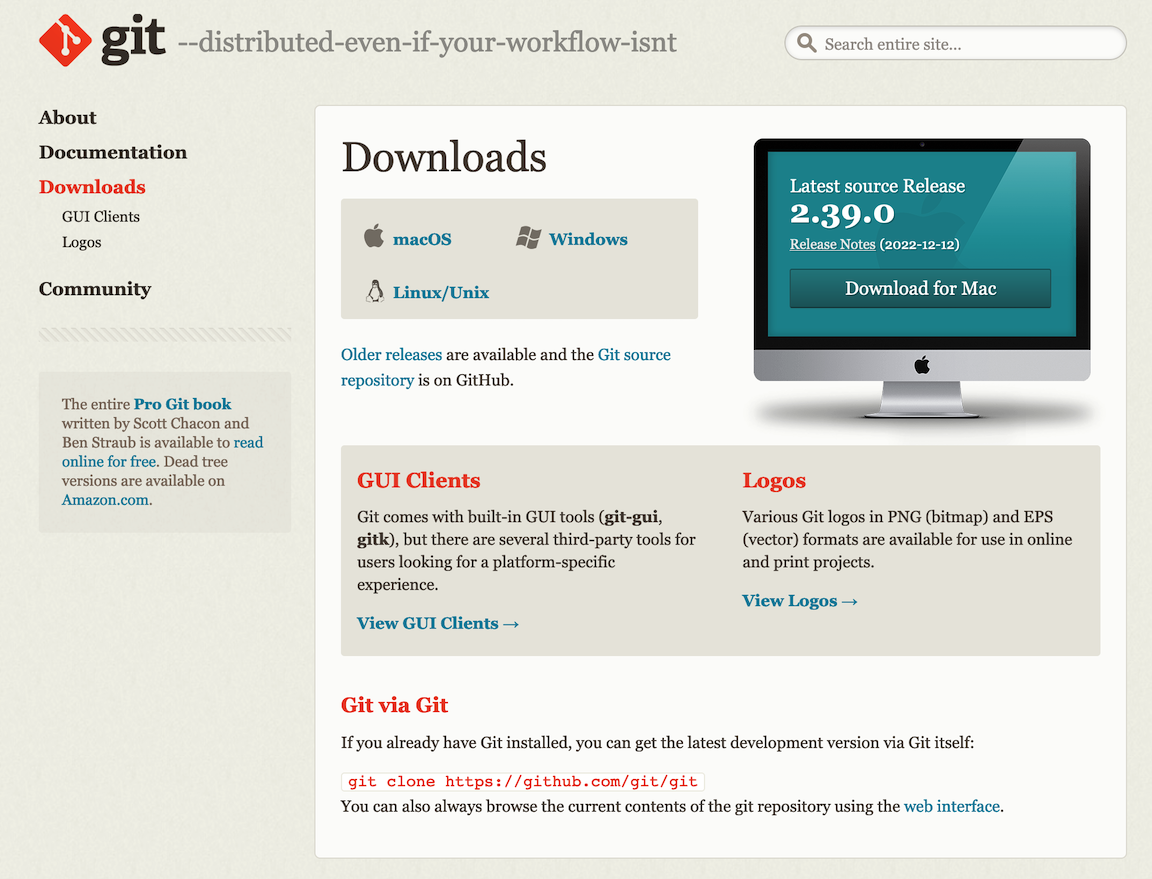 git --distributed-even-if-your-workflow-isnt
Search entire site...
About
Documentation
Downloads
GUI Clients
Logos
Community
The entire Pro Git book
written by Scott Chacon and
Ben Straub is available to read
online for free. Dead tree
versions are available on
Amazon.com.
Downloads
macOS
Windows
Linux/Unix
Older releases are available and the Git source
repository is on GitHub.
Latest source Release
2.39.0
Release Notes (2022-12-12)
Download for Mac
GUI Clients
Git comes with built-in GUI tools (git-gui,
gitk), but there are several third-party tools for
users looking for a platform-specific
experience.
View GUI Clients →
Logos
Various Git logos in PNG (bitmap) and EPS
(vector) formats are available for use in online
and print projects.
View Logos →
Git via Git
If you already have Git installed, you can get the latest development version via Git itself:
git clone https://github.com/git/git
You can also always browse the current contents of the git repository using the web interface.